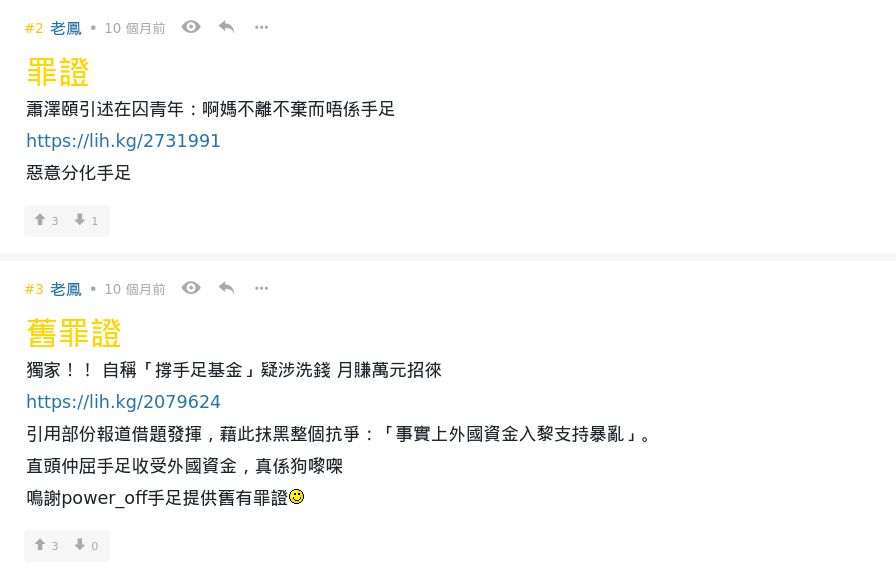 #2 老鳳 • 10 個月前
罪證
蕭澤頤引述在囚青年：啊媽不離不棄而唔係手足
https://lih.kg/2731991
惡意分化手足
3 1
#3 老鳳 • 10 個月前
舊罪證
獨家！！ 自稱「撐手足基金」疑涉洗錢 月賺萬元招徠
https://lih.kg/2079624
引用部份報道借題發揮，藉此抹黑整個抗爭：「事實上外國資金入黎支持暴亂」。
直頭仲屈手足收受外國資金，真係狗嚟㗎
鳴謝power_off手足提供舊有罪證
3 0